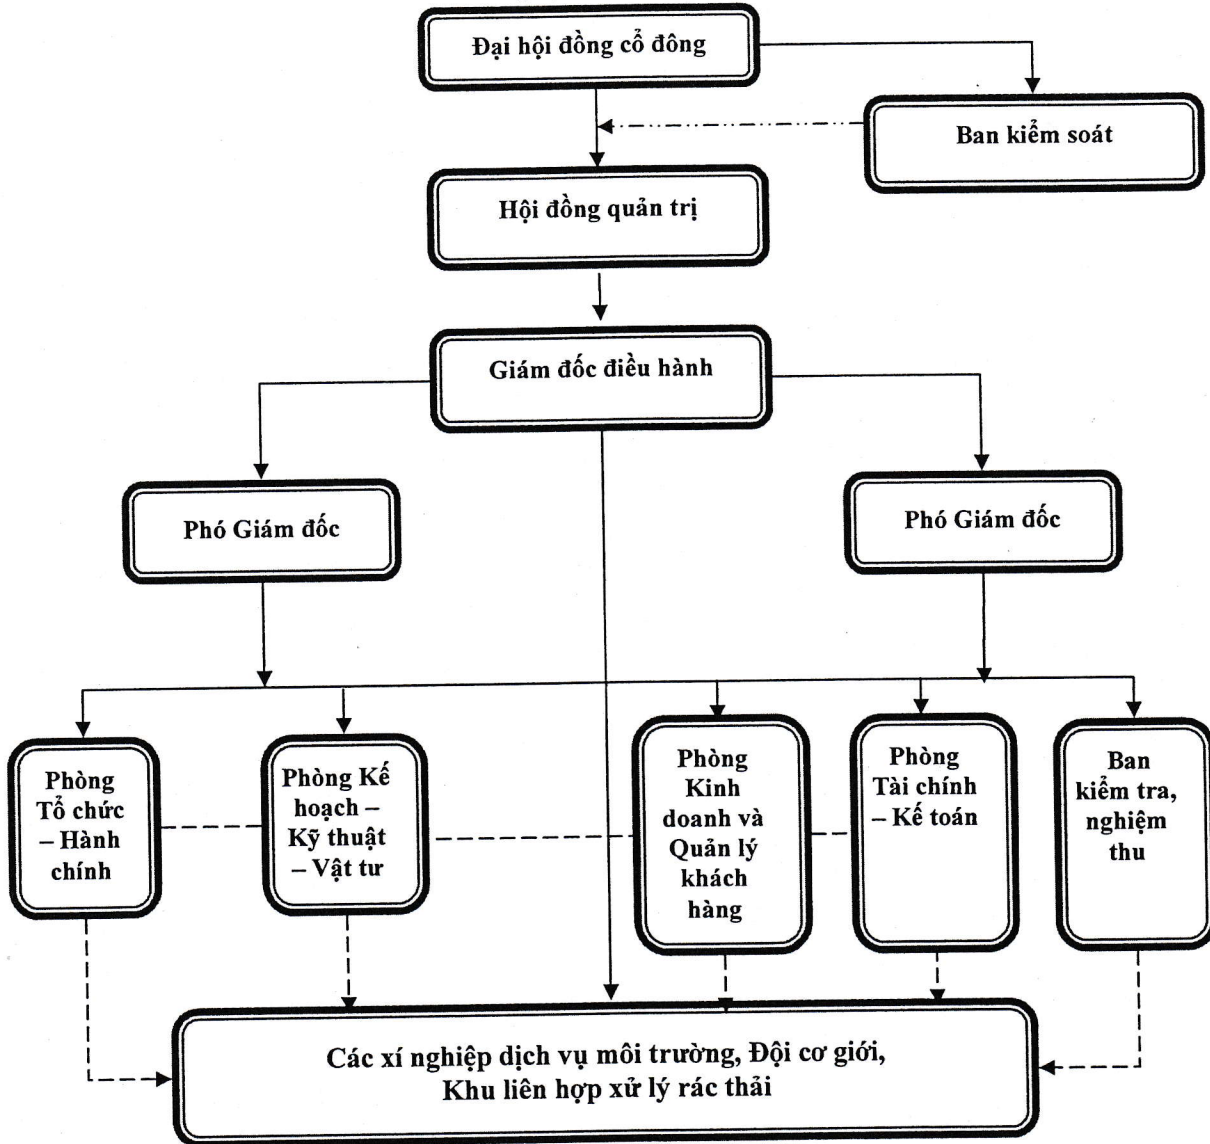 Đại hội đồng cổ đông
Ban kiểm soát
Hội đồng quản trị
Giám đốc điều hành
Phó Giám đốc
Phó Giám đốc
Phòng
Tổ chức
– Hành
chính
Phòng Kế
hoạch –
Kỹ thuật
– Vật tư
Phòng
Kinh
doanh và
Quản lý
khách
hàng
Phòng
Tài chính
– Kế toán
Ban
kiểm tra,
nghiệm
thu
Các xí nghiệp dịch vụ môi trường, Đội cơ giới,
Khu liên hợp xử lý rác thải